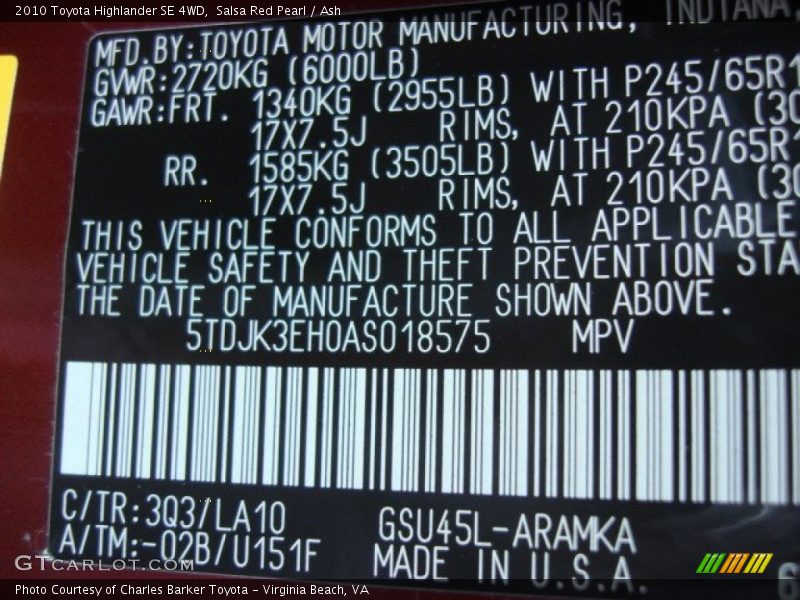 2010 Toyota Highlander SE 4WD, Salsa Red Pearl / Ash
MFD.BY:TOYOTA MOTOR MANUFACTURING, INDIANA,
GVWR:2720KG (6000LB)
GAWR:FRT. 1340KG (2955LB) WITH P245/65R1
17X7.5J RIMS, AT 210KPA (30
RR. 1585KG (3505LB) WITH P245/65R1
17X7.5J RIMS, AT 210KPA (30
THIS VEHICLE CONFORMS TO ALL APPLICABLE
VEHICLE SAFETY AND THEFT PREVENTION STA
THE DATE OF MANUFACTURE SHOWN ABOVE.
5TDJK3EH0AS018575 MPV
C/TR:3Q3/LA10 GSU45L-ARAMKA
A/TM:-02B/U151F MADE IN U.S.A.
GTCARLOT.COM
Photo Courtesy of Charles Barker Toyota - Virginia Beach, VA